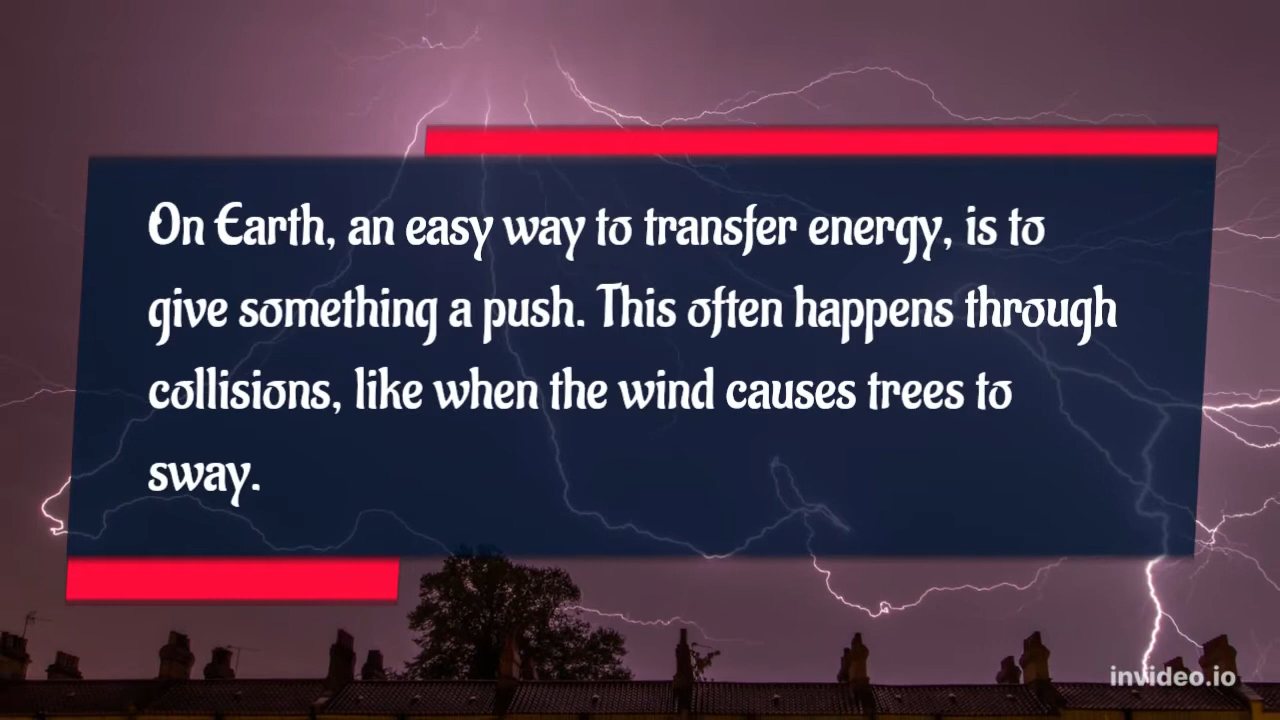 On Earth, an easy way to transfer energy, is to
give something a push. This often happens through
collisions, like when the wind causes trees to
sway.
invideo.io